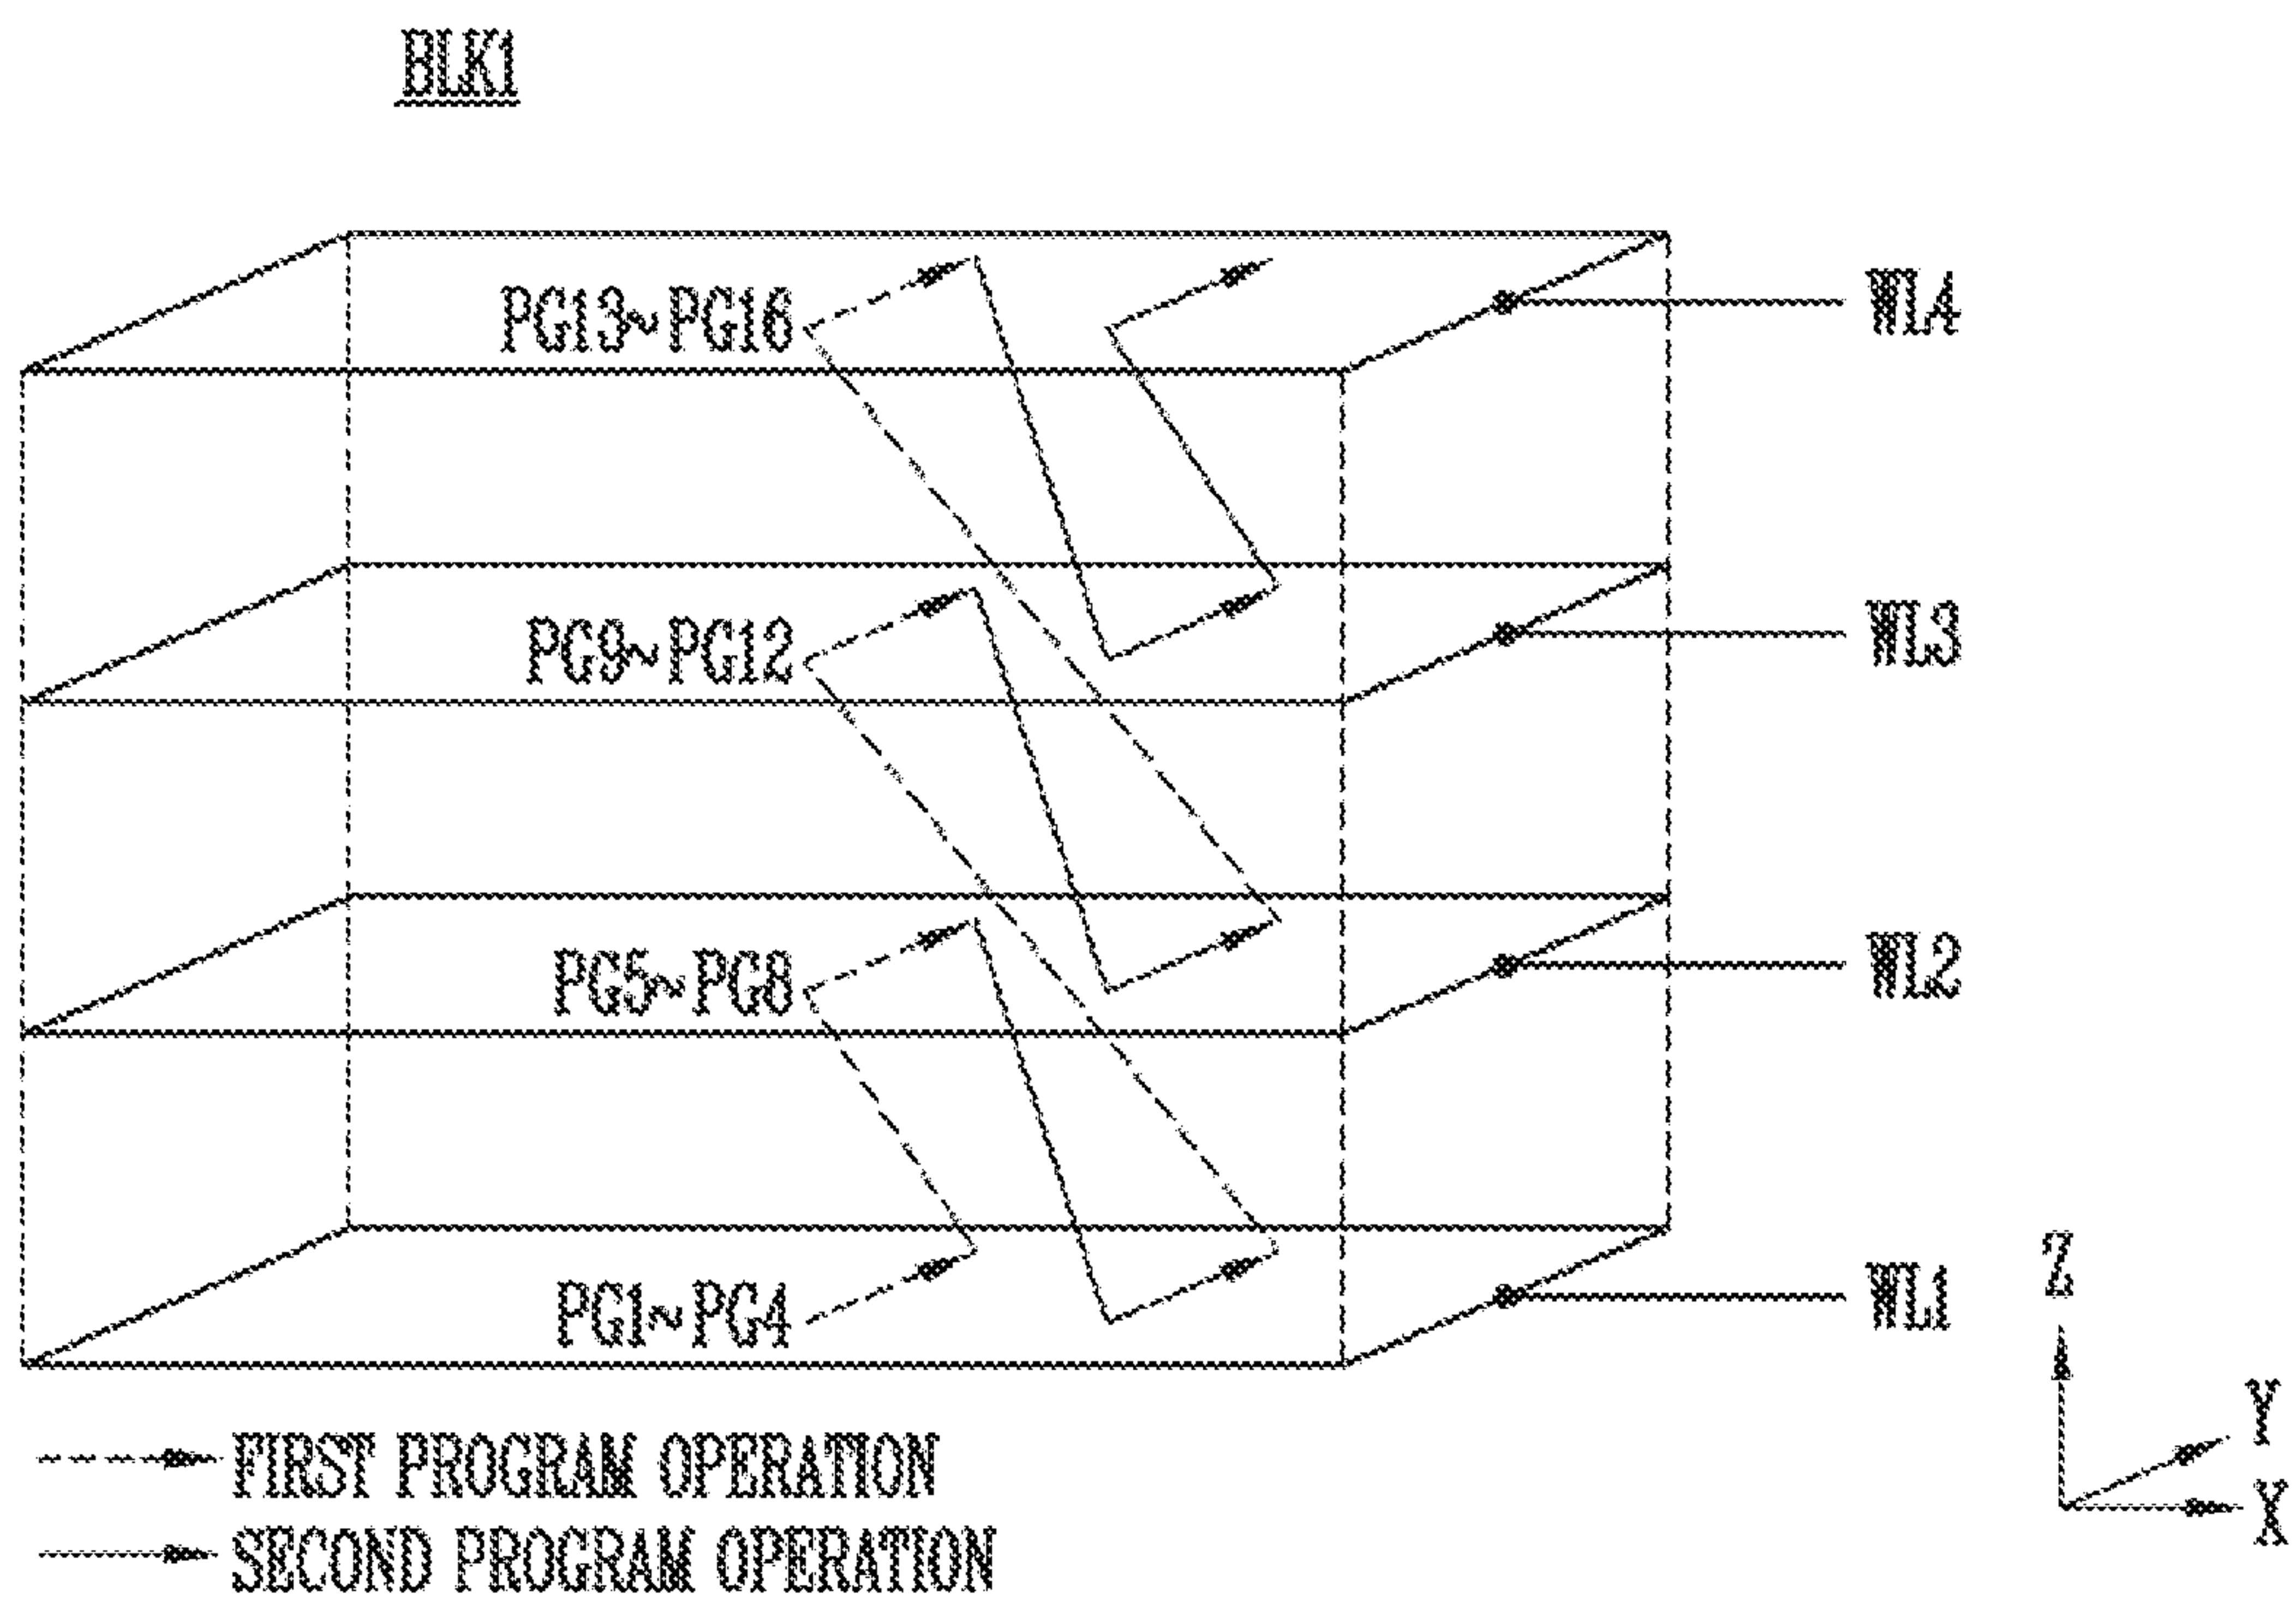 BLK1
PG13~PG16
WL4
PG9~PG12
WL3
PG5~PG8
WL2
PG1~PG4
WL1
Z
Y
X
FIRST PROGRAM OPERATION
SECOND PROGRAM OPERATION